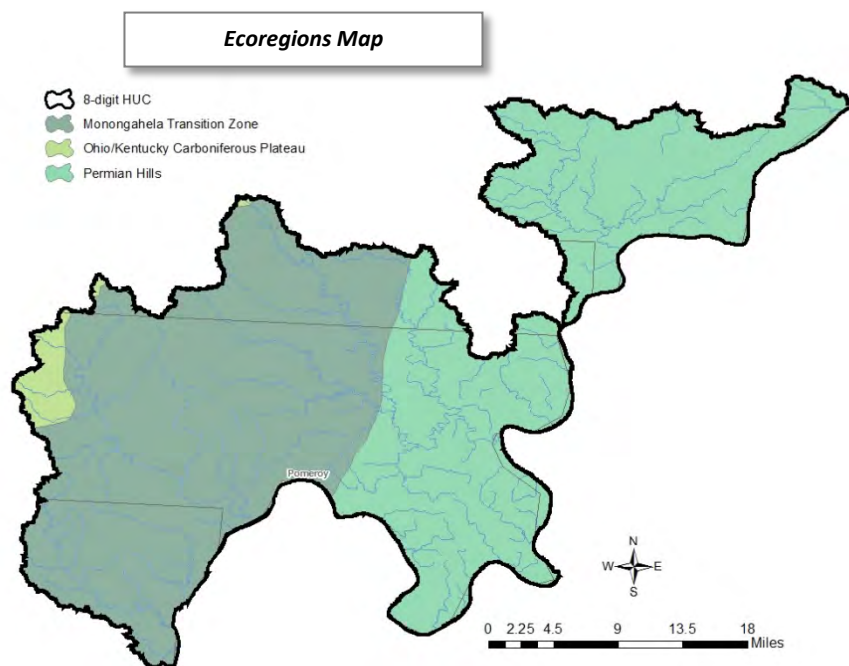 Ecoregions Map
8-digit HUC
Monongahela Transition Zone
Ohio/Kentucky Carboniferous Plateau
Permian Hills
Pomeroy
N
W E
S
0 2.25 4.5 9 13.5 18
Miles